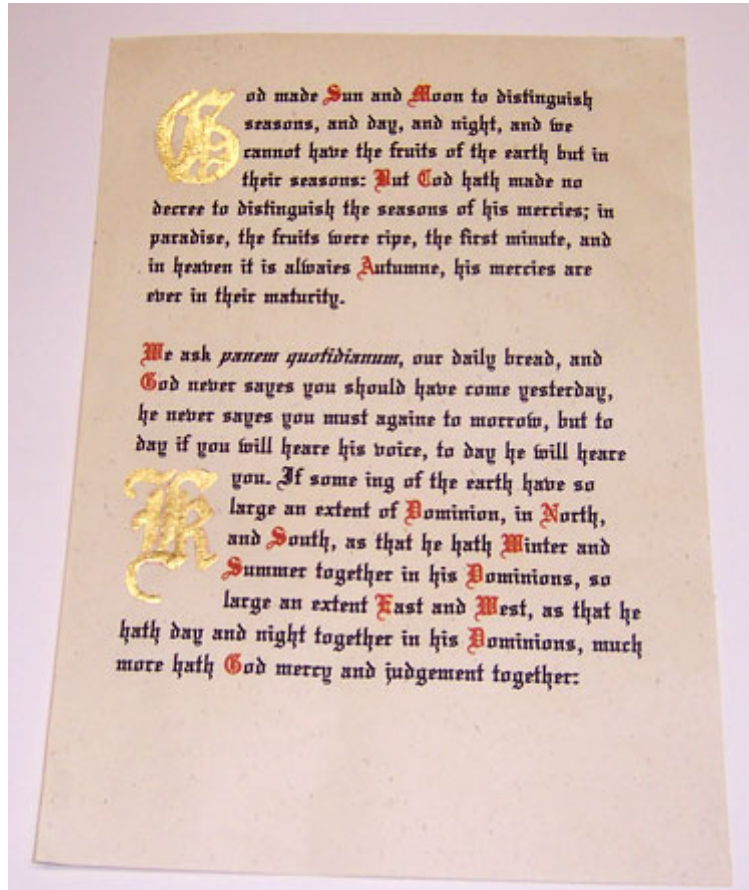 God made Sun and Moon to distinguish
seasons, and day, and night, and we
cannot have the fruits of the earth but in
their seasons: But Cod hath made no
decree to distinguish the seasons of his mercies; in
paradise, the fruits were ripe, the first minute, and
in heaven it is alwaies Autumne, his mercies are
ever in their maturity.
We ask panem quotidianum, our daily bread, and
God never sayes you should have come yesterday,
he never sayes you must againe to morrow, but to
day if you will heare his voice, to day he will heare
you. If some King of the earth have so
large an extent of Dominion, in North,
and South, as that he hath Winter and
Summer together in his Dominions, so
large an extent East and West, as that he
hath day and night together in his Dominions, much
more hath God mercy and judgement together: